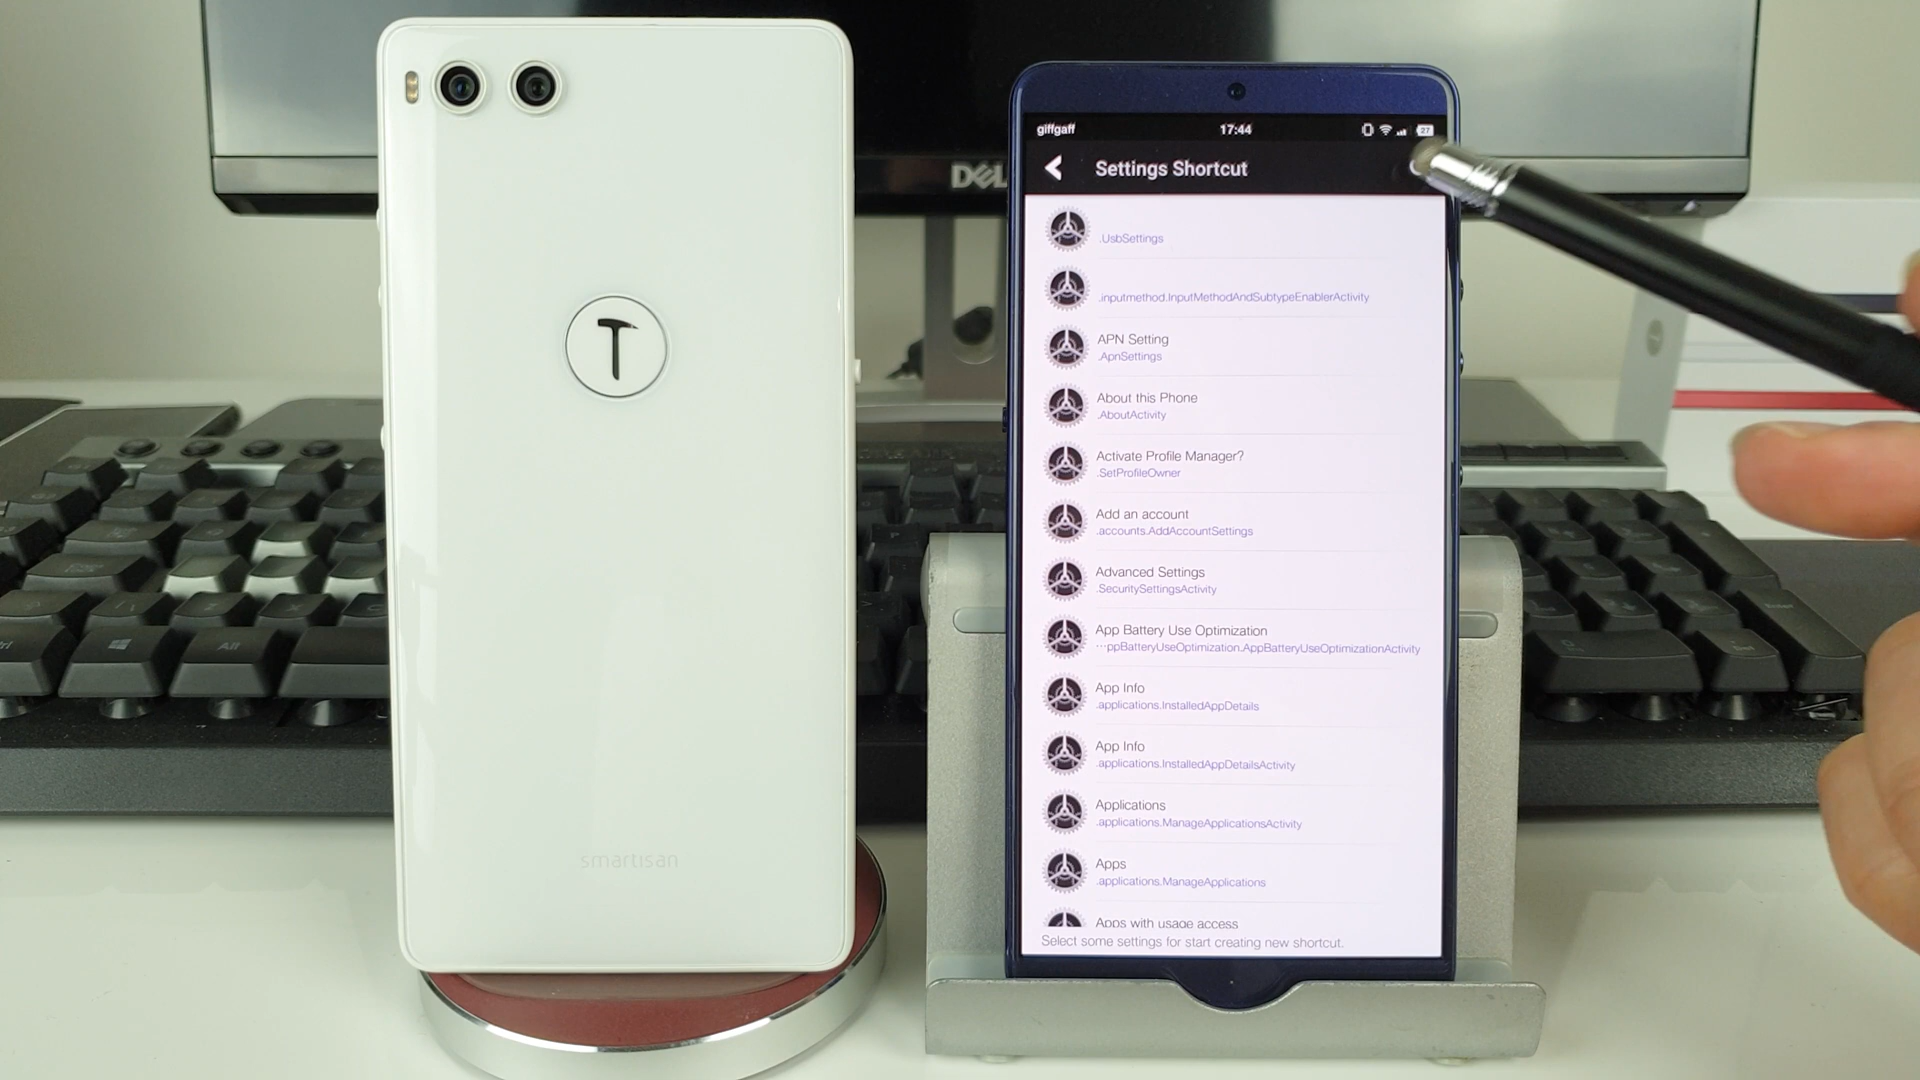 smartisan
DELL
giffgaff
17:44
27
Settings Shortcut
.UsbSettings
.inputmethod.InputMethodAndSubtypeEnablerActivity
APN Setting
.ApnSettings
About this Phone
.AboutActivity
Activate Profile Manager?
.SetProfileOwner
Add an account
.accounts.AddAccountSettings
Advanced Settings
.SecuritySettingsActivity
App Battery Use Optimization
···ppBatteryUseOptimization.AppBatteryUseOptimizationActivity
App Info
.applications.InstalledAppDetails
App Info
.applications.InstalledAppDetailsActivity
Applications
.applications.ManageApplicationsActivity
Apps
.applications.ManageApplications
Apps with usage access
Select some settings for start creating new shortcut.
Alt